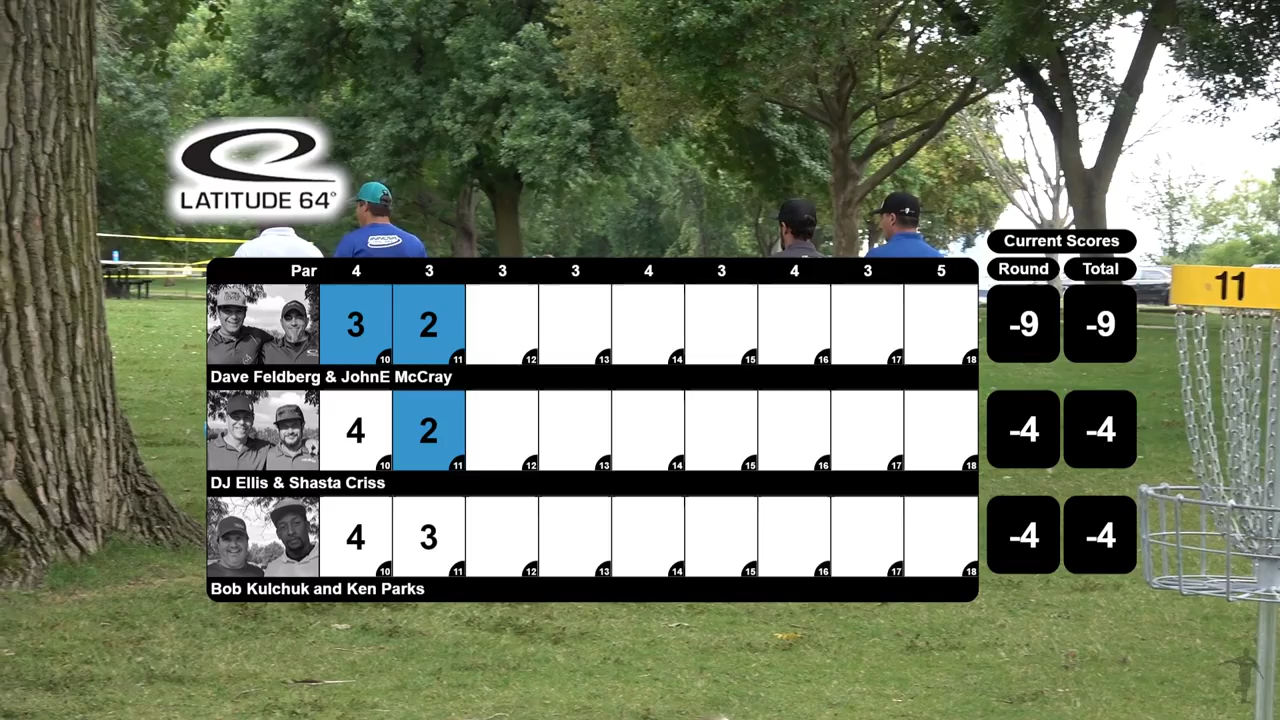 LATITUDE 64°
INNOVA
Current Scores
Par 4 3 3 3 4 3 4 3 5 Round Total
11
3 2 -9 -9
10 11 12 13 14 15 16 17 18
Dave Feldberg & JohnE McCray
4 2 -4 -4
10 11 12 13 14 15 16 17 18
DJ Ellis & Shasta Criss
4 3 -4 -4
10 11 12 13 14 15 16 17 18
Bob Kulchuk and Ken Parks